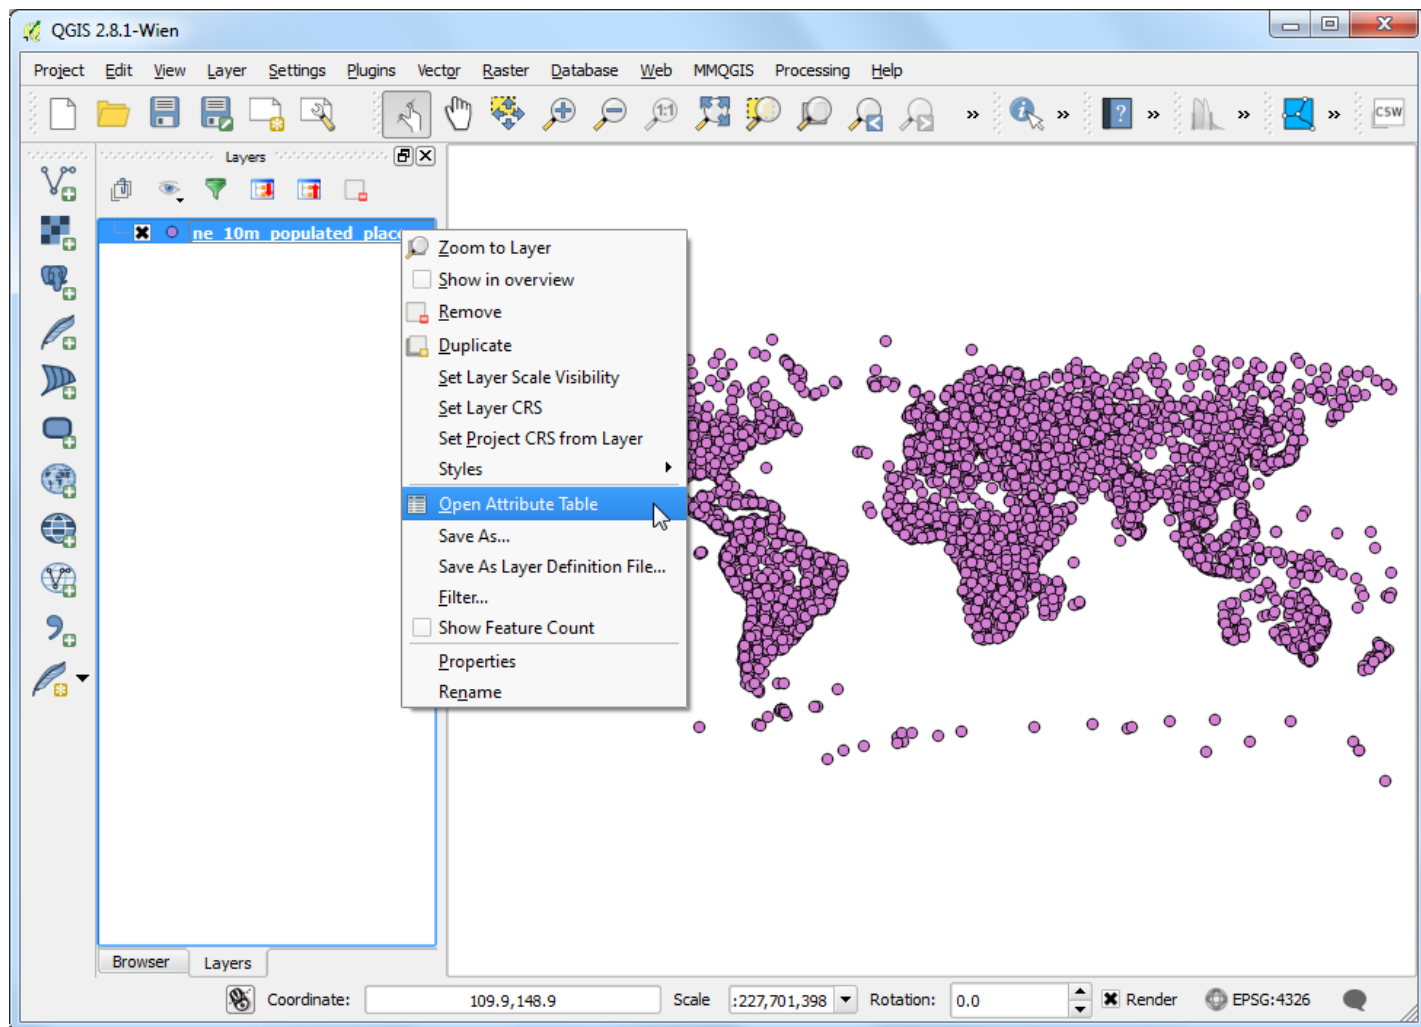 QGIS 2.8.1-Wien
Project Edit View Layer Settings Plugins Vector Raster Database Web MMQGIS Processing Help
1:1 » » ? » » » CSW
Layers
ne_10m_populated_plac
Zoom to Layer
Show in overview
Remove
Duplicate
Set Layer Scale Visibility
Set Layer CRS
Set Project CRS from Layer
Styles
Open Attribute Table
Save As...
Save As Layer Definition File...
Filter...
Show Feature Count
Properties
Rename
Browser Layers
Coordinate: 109.9,148.9 Scale :227,701,398 Rotation: 0.0 Render EPSG:4326